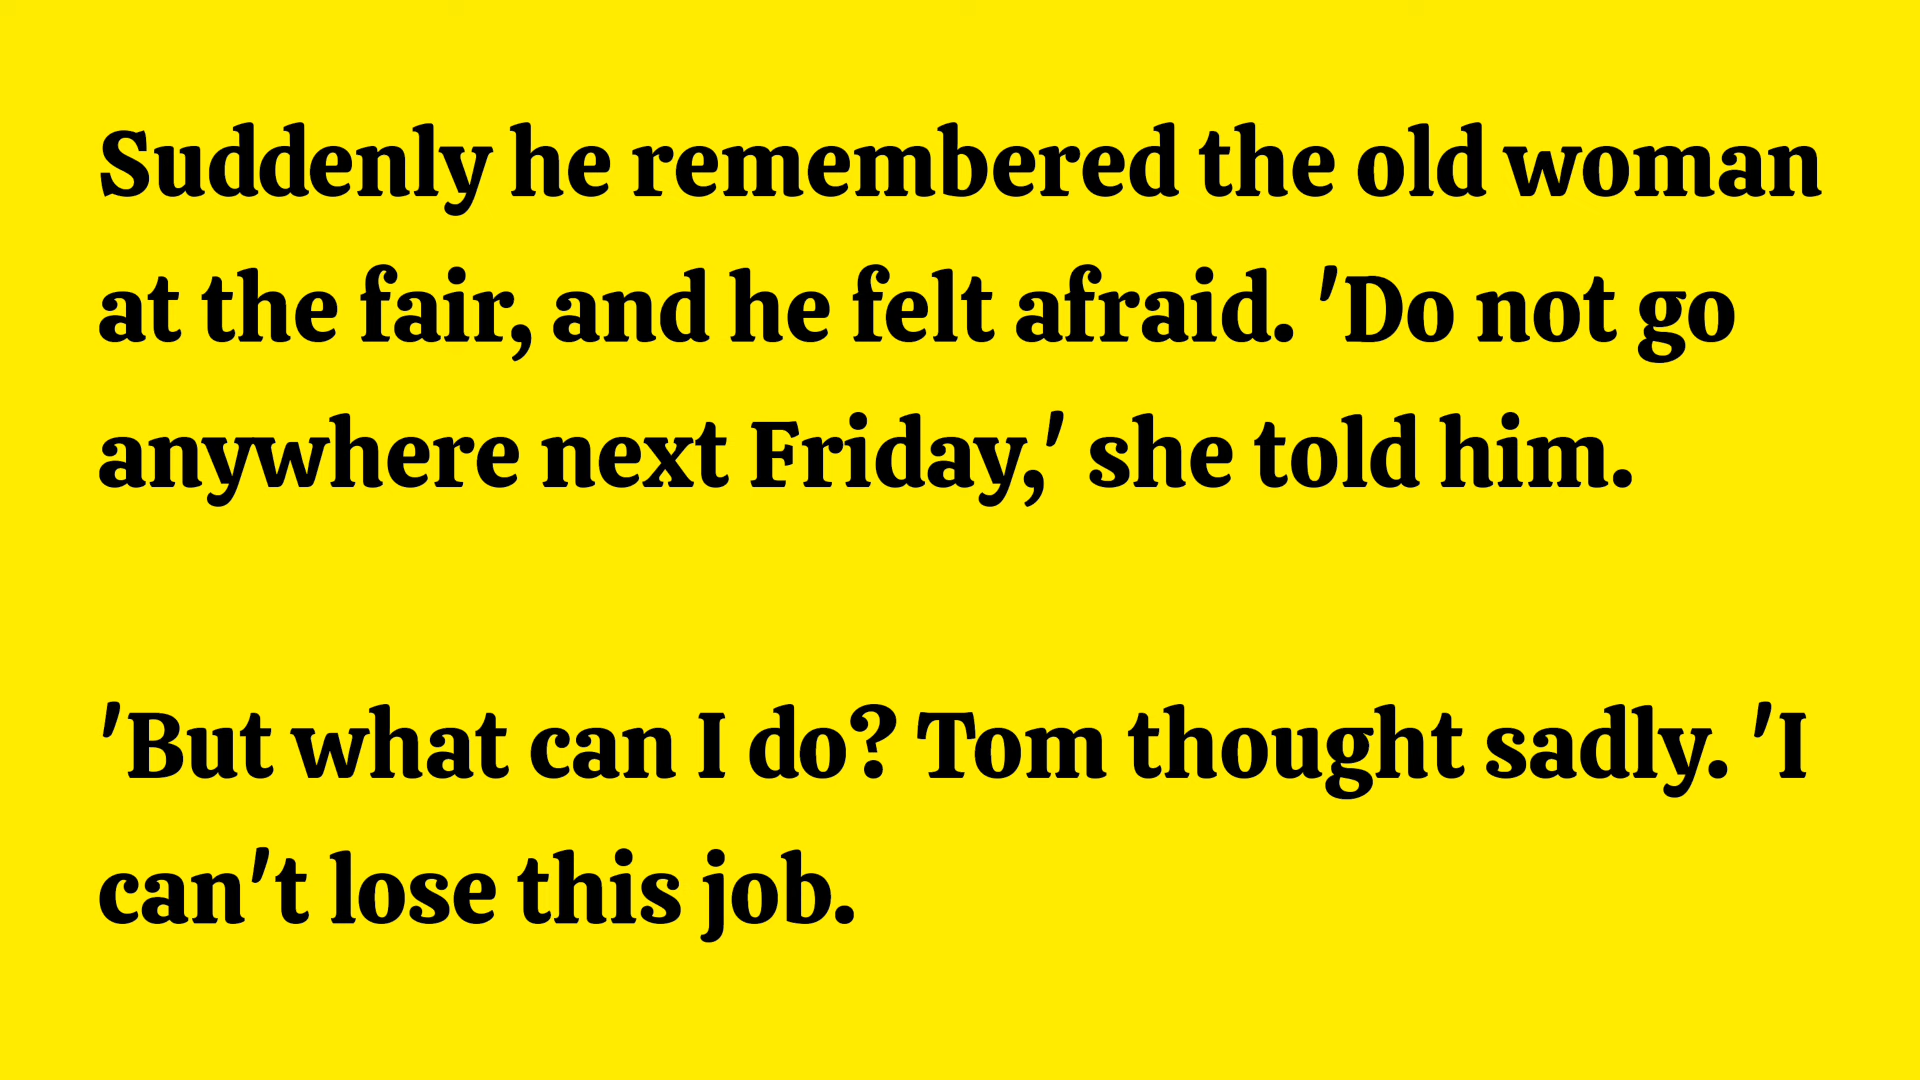 Suddenly he remembered the old woman
at the fair, and he felt afraid. 'Do not go
anywhere next Friday,' she told him.
'But what can I do? Tom thought sadly. 'I
can't lose this job.